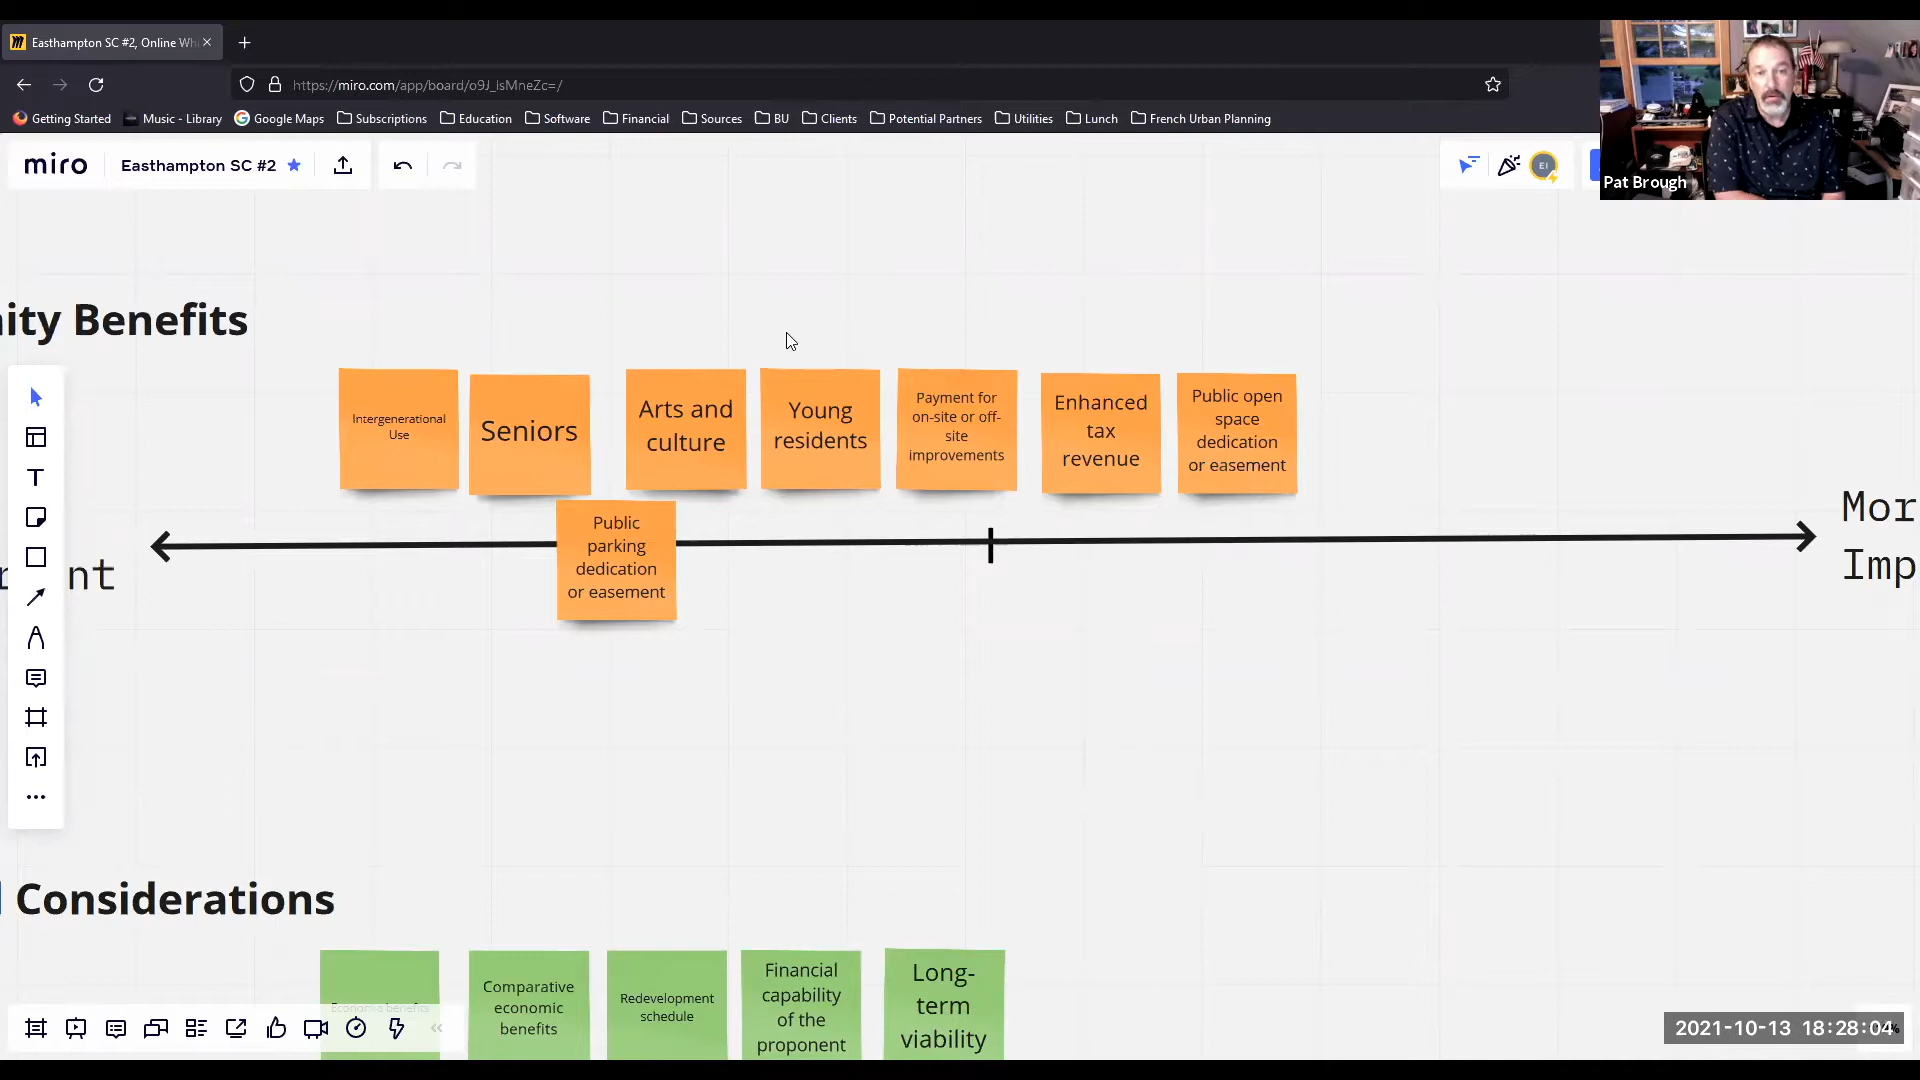 Easthampton SC #2, Online Wh
https://miro.com/app/board/o9J_lsMneZc=/
Getting Started
Music - Library
Google Maps
Subscriptions
Education
Software
Financial
Sources
BU
Clients
Potential Partners
Utilities
Lunch
French Urban Planning
miro
Easthampton SC #2
EI
Pat Brough
ity Benefits
Intergenerational
Use
Seniors
Arts and
culture
Young
residents
Payment for
on-site or off-
site
improvements
Enhanced
tax
revenue
Public open
space
dedication
or easement
Public
parking
dedication
or easement
nt
Mor
Imp
Considerations
Economic benefits
Comparative
economic
benefits
Redevelopment
schedule
Financial
capability
of the
proponent
Long-
term
viability
2021-10-13 18:28:04